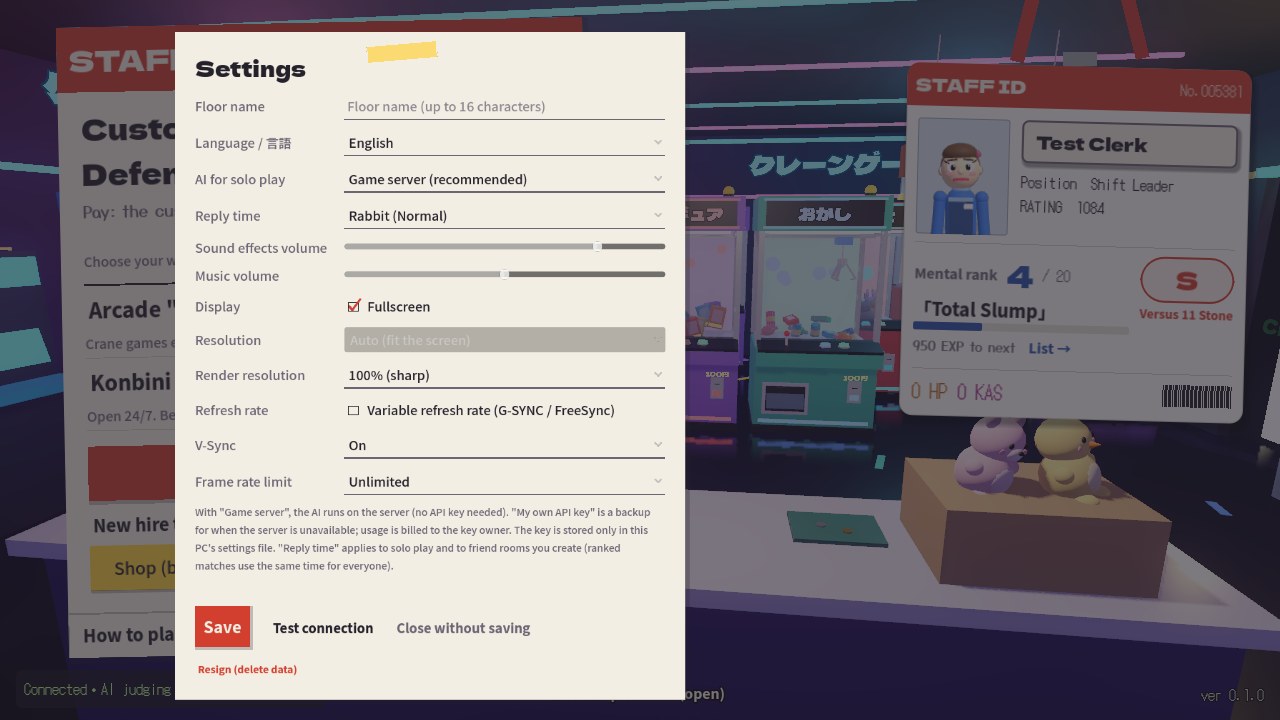 Settings
Floor name
Floor name (up to 16 characters)
Language / 言語
English
AI for solo play
Game server (recommended)
Reply time
Rabbit (Normal)
Sound effects volume
Music volume
Display
Fullscreen
Resolution
Auto (fit the screen)
Render resolution
100% (sharp)
Refresh rate
Variable refresh rate (G-SYNC / FreeSync)
V-Sync
On
Frame rate limit
Unlimited
With "Game server", the AI runs on the server (no API key needed). "My own API key" is a backup
for when the server is unavailable; usage is billed to the key owner. The key is stored only in this
PC's settings file. "Reply time" applies to solo play and to friend rooms you create (ranked
matches use the same time for everyone).
Save
Test connection
Close without saving
Resign (delete data)
Pay: the cu
Choose your w
Arcade "
Crane games
Konbini
Open 24/7. Be
New hire
Shop (b
How to pla
Connected • AI judging
open)
クレーンゲー
おかし
100円
100円
STAFF ID
No. 005381
Test Clerk
Position Shift Leader
RATING 1084
Mental rank 4 / 20
「Total Slump」
950 EXP to next List →
S
Versus 11 Stone
0 HP 0 KAS
ver 0.1.0